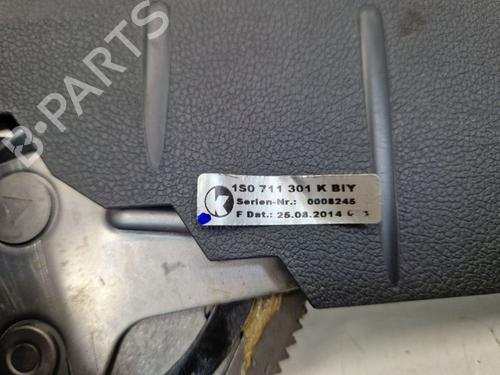 B-PARTS
K
1S0 711 301 K BIY
Serien-Nr.: 0008245
F Dat.: 25.08.2014